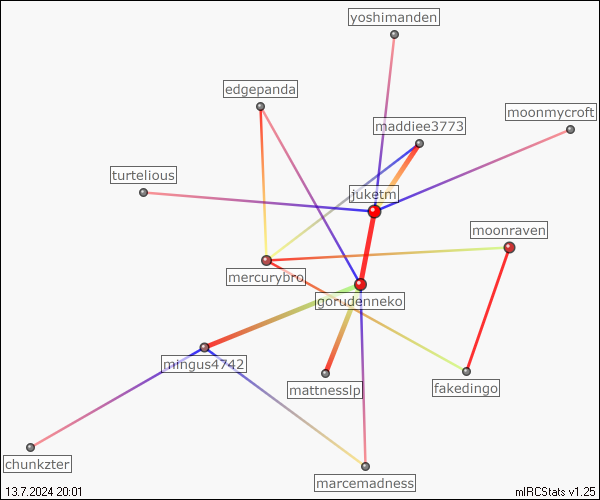 yoshimanden
edgepanda
moonmycroft
maddiee3773
turtelious
juketm
moonraven
mercurybro
gorudenneko
mingus4742
mattnesslp
fakedingo
chunkzter
marcemadness
13.7.2024 20:01
mIRCStats v1.25